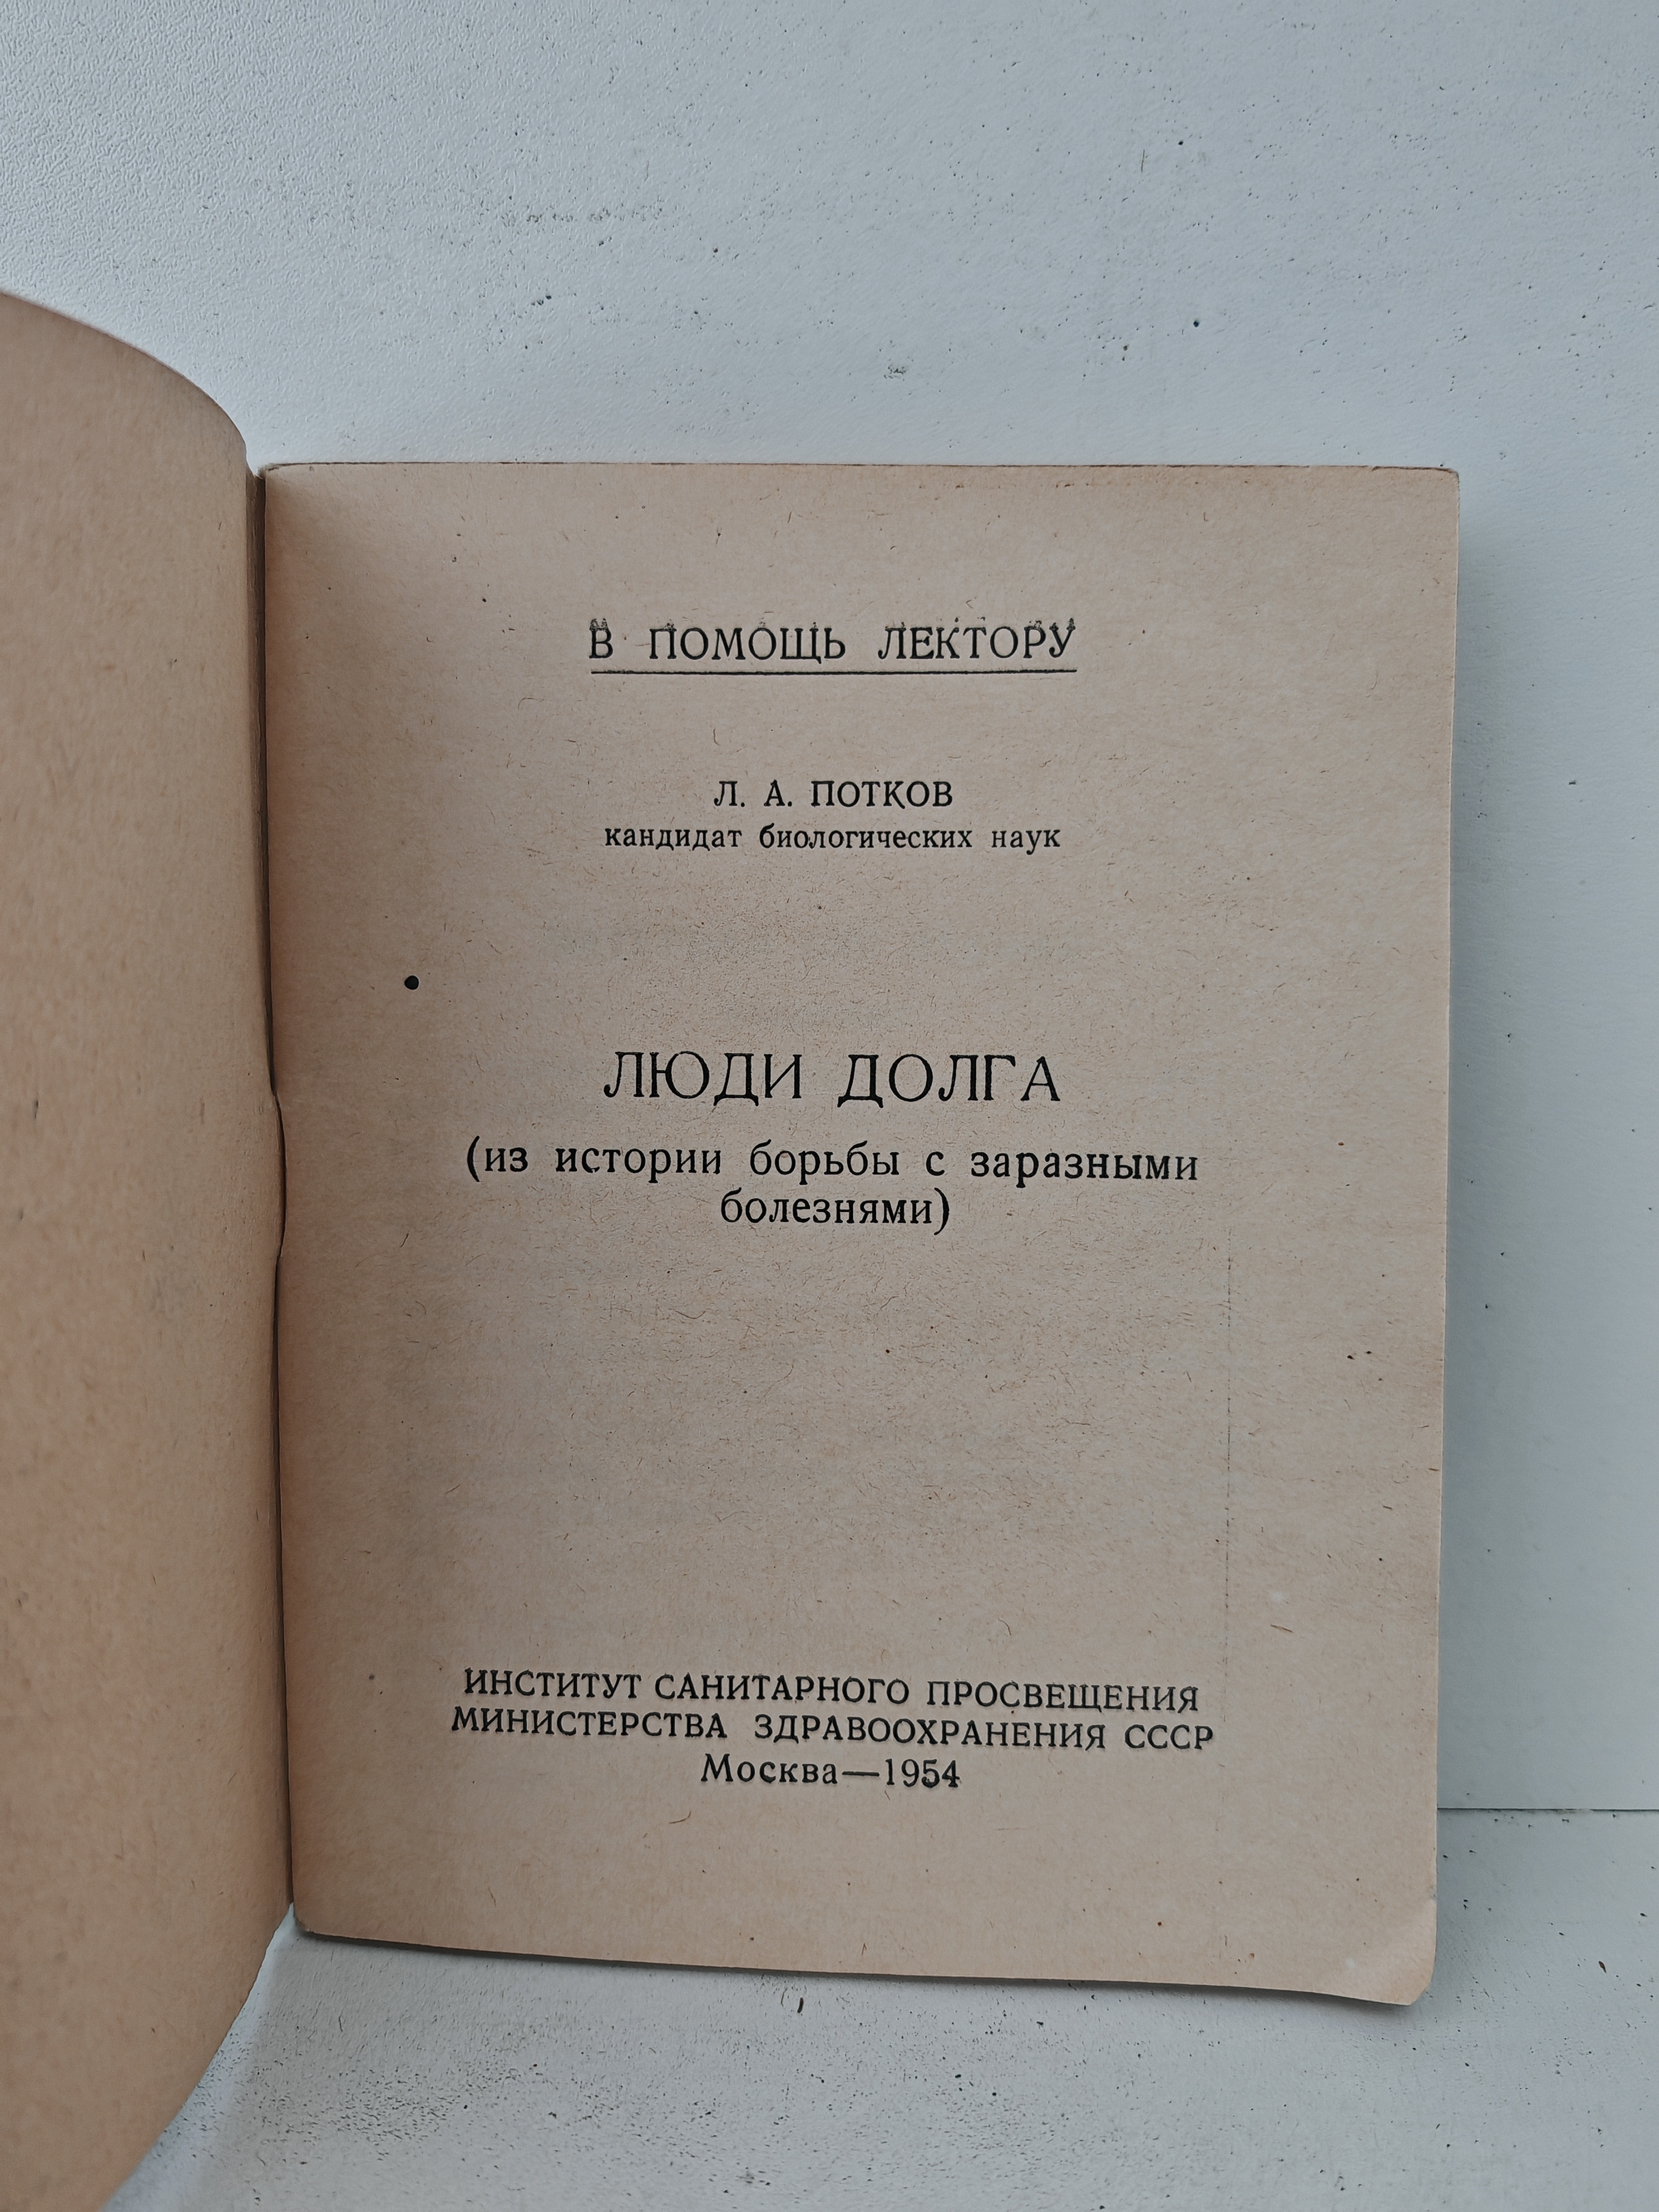 В ПОМОЩЬ ЛЕКТОРУ
Л. А. ПОТКОВ
кандидат биологических наук
ЛЮДИ ДОЛГА
(из истории борьбы с заразными
болезнями)
ИНСТИТУТ САНИТАРНОГО ПРОСВЕЩЕНИЯ
МИНИСТЕРСТВА ЗДРАВООХРАНЕНИЯ СССР
Москва—1954